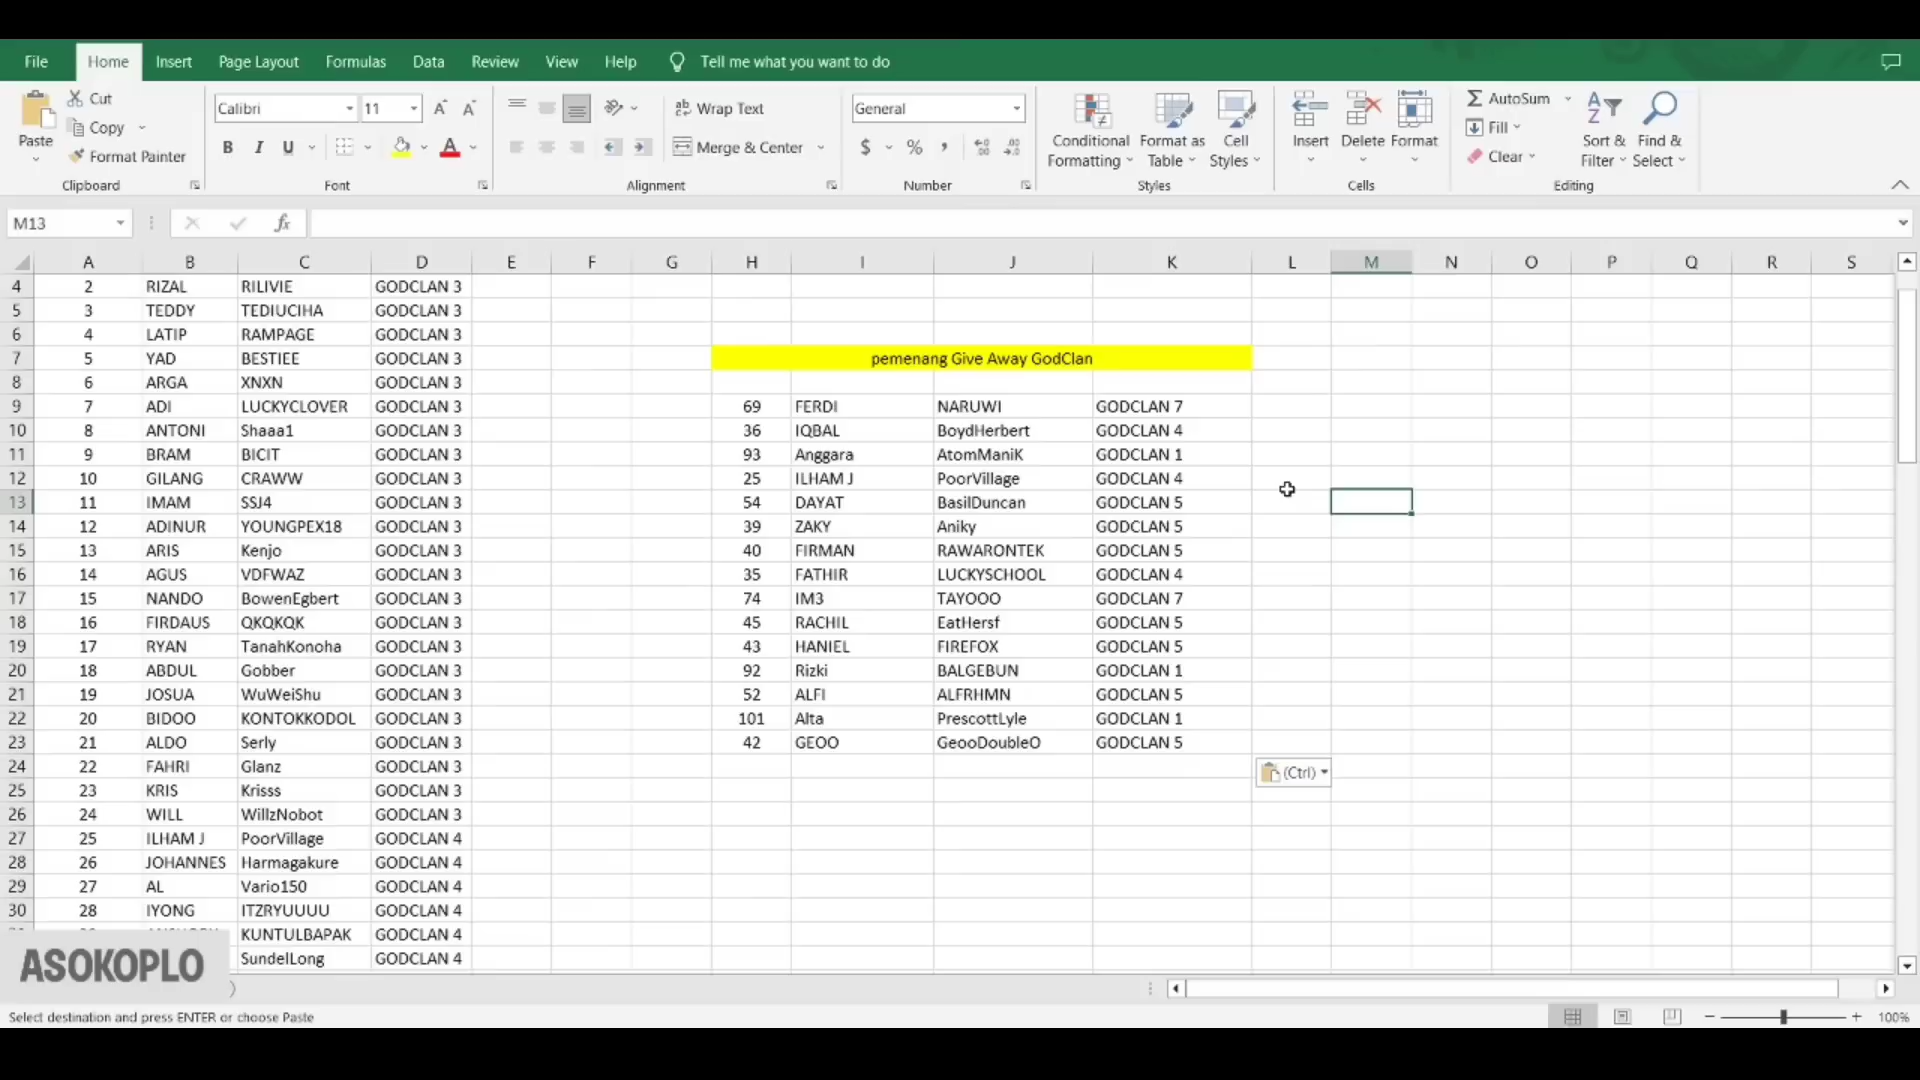 File Home Insert Page Layout Formulas Data Review View Help Tell me what you want to do
Paste Cut Copy Format Painter Clipboard
Calibri 11 B I U Font
Wrap Text Merge & Center Alignment
General $ % Number
Conditional Formatting Format as Table Cell Styles Styles
Insert Delete Format Cells
AutoSum Fill Clear Sort & Filter Find & Select Editing
M13 fx
A B C D E F G H I J K L M N O P Q R S
4 2 RIZAL RILIVIE GODCLAN 3
5 3 TEDDY TEDIUCIHA GODCLAN 3
6 4 LATIP RAMPAGE GODCLAN 3
7 5 YAD BESTIEE GODCLAN 3 pemenang Give Away GodClan
8 6 ARGA XNXN GODCLAN 3
9 7 ADI LUCKYCLOVER GODCLAN 3 69 FERDI NARUWI GODCLAN 7
10 8 ANTONI Shaaa1 GODCLAN 3 36 IQBAL BoydHerbert GODCLAN 4
11 9 BRAM BICIT GODCLAN 3 93 Anggara AtomManiK GODCLAN 1
12 10 GILANG CRAWW GODCLAN 3 25 ILHAM J PoorVillage GODCLAN 4
13 11 IMAM SSJ4 GODCLAN 3 54 DAYAT BasilDuncan GODCLAN 5
14 12 ADINUR YOUNGPEX18 GODCLAN 3 39 ZAKY Aniky GODCLAN 5
15 13 ARIS Kenjo GODCLAN 3 40 FIRMAN RAWARONTEK GODCLAN 5
16 14 AGUS VDFWAZ GODCLAN 3 35 FATHIR LUCKYSCHOOL GODCLAN 4
17 15 NANDO BowenEgbert GODCLAN 3 74 IM3 TAYOOO GODCLAN 7
18 16 FIRDAUS QKQKQK GODCLAN 3 45 RACHIL EatHersf GODCLAN 5
19 17 RYAN TanahKonoha GODCLAN 3 43 HANIEL FIREFOX GODCLAN 5
20 18 ABDUL Gobber GODCLAN 3 92 Rizki BALGEBUN GODCLAN 1
21 19 JOSUA WuWeiShu GODCLAN 3 52 ALFI ALFRHMN GODCLAN 5
22 20 BIDOO KONTOKKODOL GODCLAN 3 101 Alta PrescottLyle GODCLAN 1
23 21 ALDO Serly GODCLAN 3 42 GEOO GeooDoubleO GODCLAN 5
24 22 FAHRI Glanz GODCLAN 3 (Ctrl)
25 23 KRIS Krisss GODCLAN 3
26 24 WILL WillzNobot GODCLAN 3
27 25 ILHAM J PoorVillage GODCLAN 4
28 26 JOHANNES Harmagakure GODCLAN 4
29 27 AL Vario150 GODCLAN 4
30 28 IYONG ITZRYUUUU GODCLAN 4
KUNTULBAPAK GODCLAN 4
SundelLong GODCLAN 4
ASOKOPLO
Select destination and press ENTER or choose Paste 100%